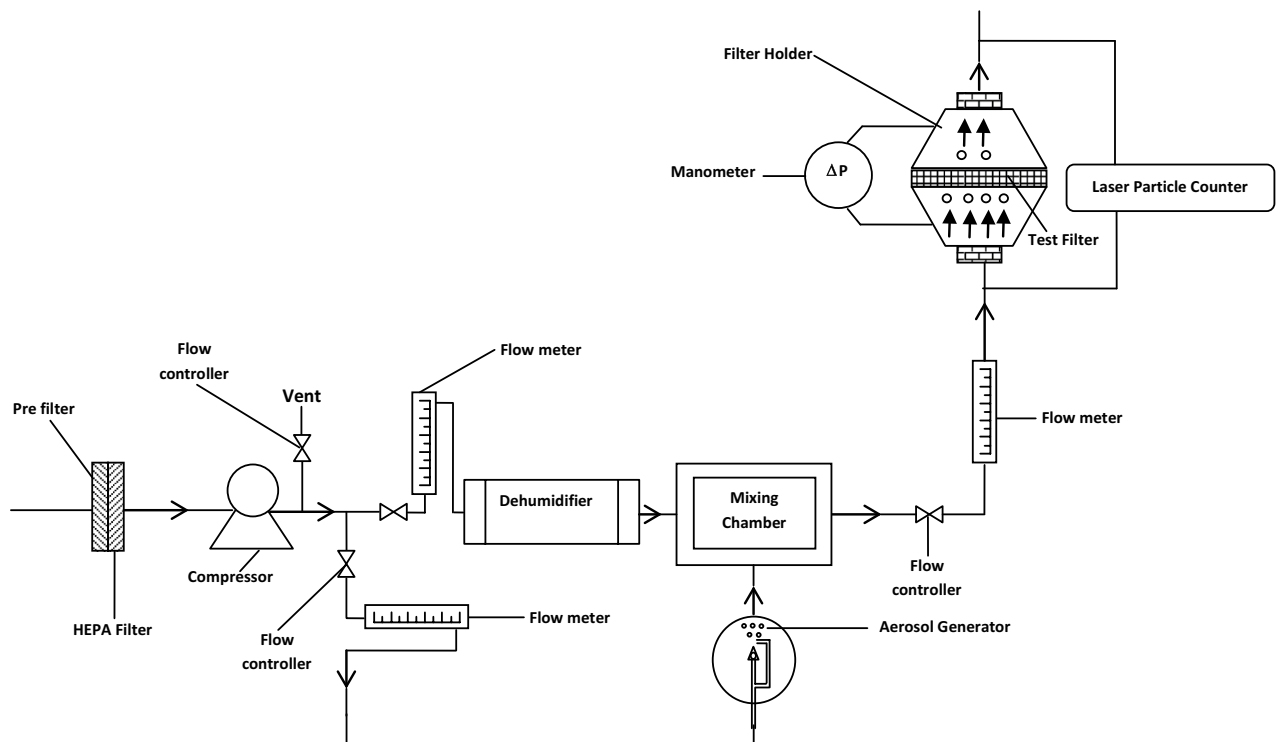 Filter Holder
Manometer
ΔP
Laser Particle Counter
Test Filter
Flow
controller
Flow meter
Vent
Pre filter
Flow meter
Dehumidifier
Mixing
Chamber
Compressor
Flow
controller
HEPA Filter
Flow
controller
Flow meter
Aerosol Generator